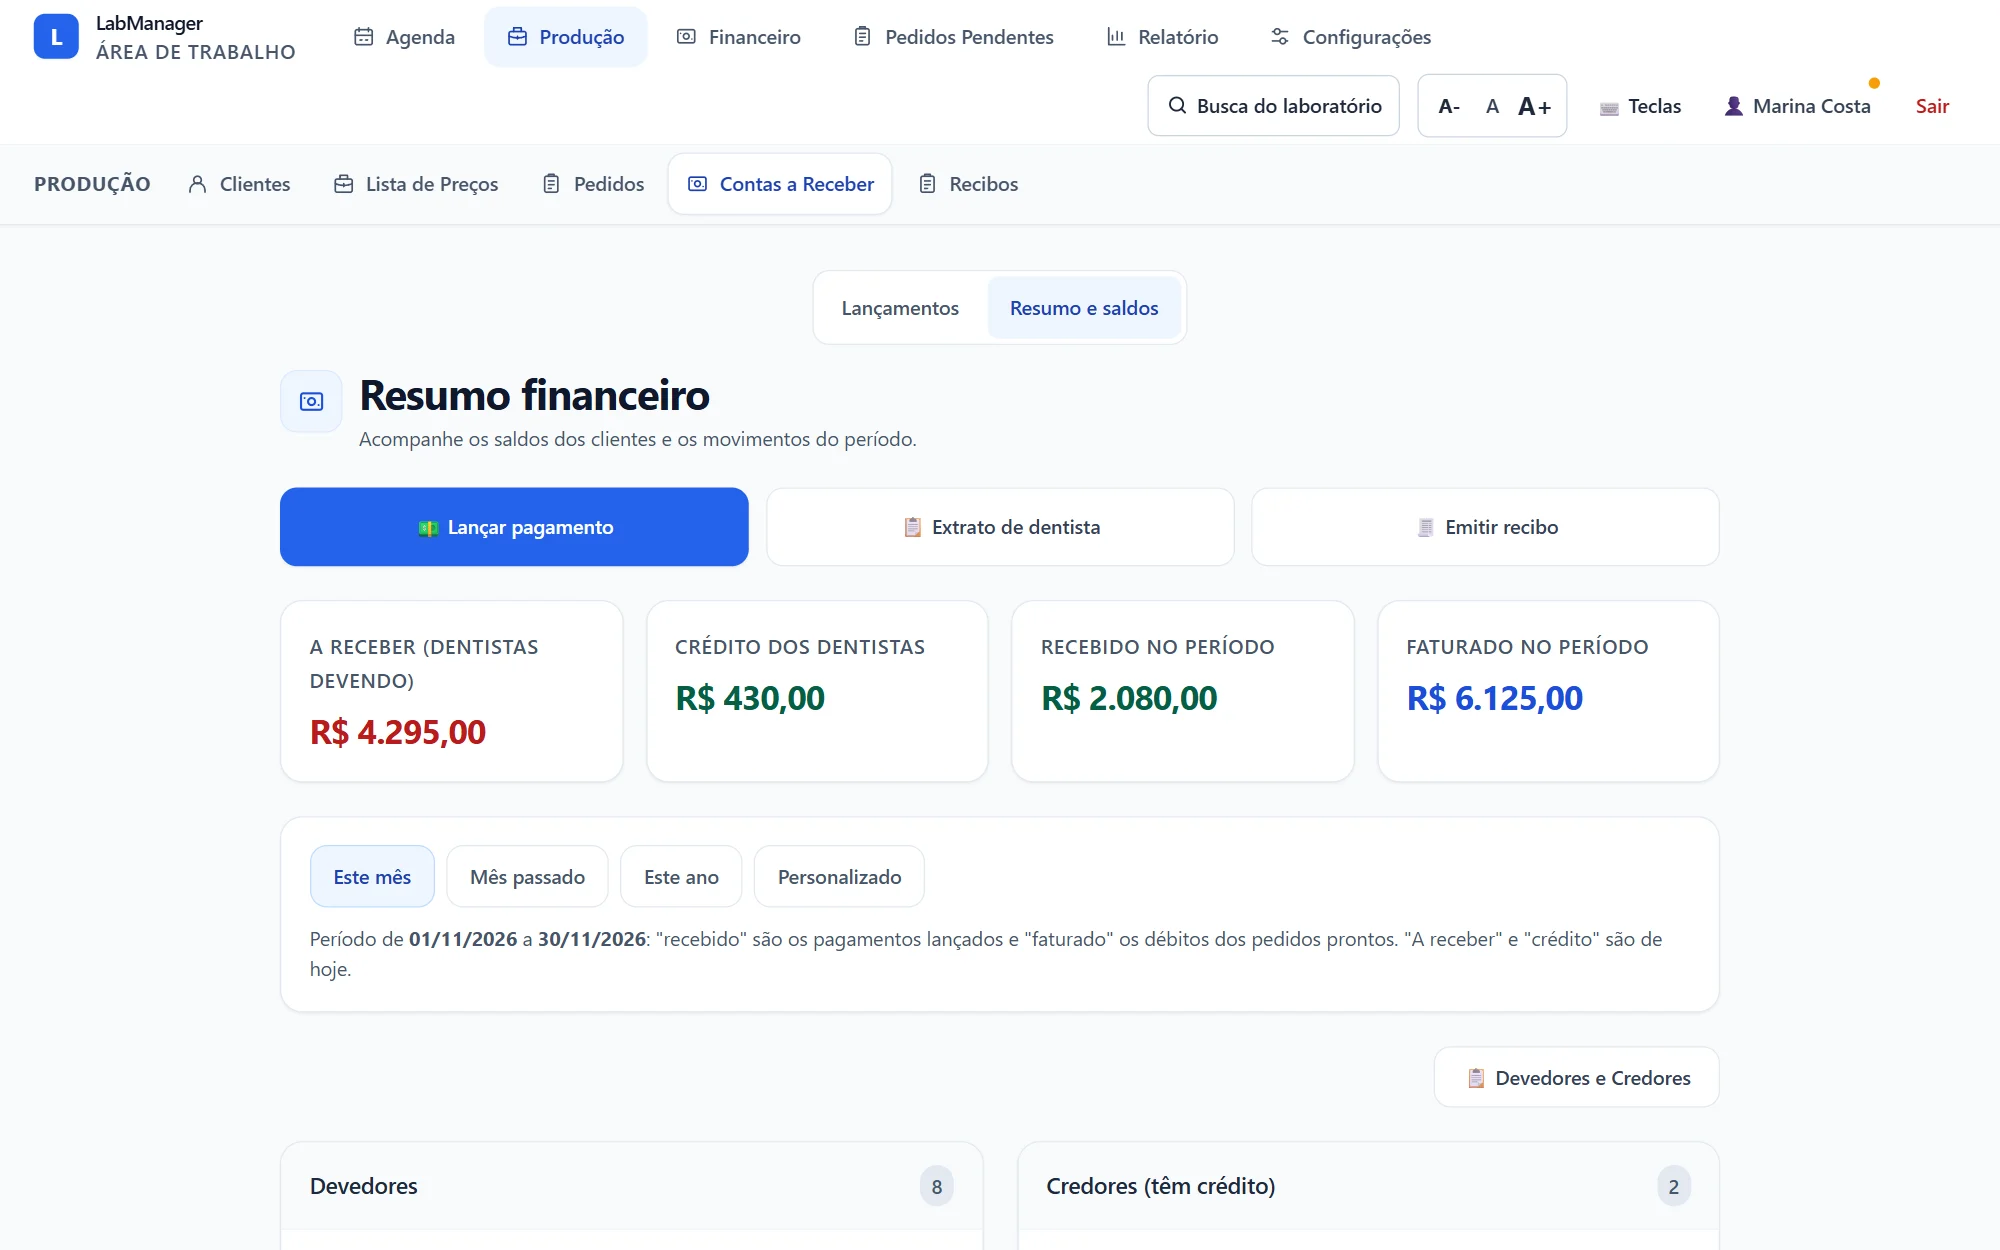 L
LabManager
ÁREA DE TRABALHO
Agenda
Produção
Financeiro
Pedidos Pendentes
Relatório
Configurações
Busca do laboratório
A-
A
A+
Teclas
Marina Costa
Sair
PRODUÇÃO
Clientes
Lista de Preços
Pedidos
Contas a Receber
Recibos
Lançamentos
Resumo e saldos
Resumo financeiro
Acompanhe os saldos dos clientes e os movimentos do período.
Lançar pagamento
Extrato de dentista
Emitir recibo
A RECEBER (DENTISTAS
DEVENDO)
R$ 4.295,00
CRÉDITO DOS DENTISTAS
R$ 430,00
RECEBIDO NO PERÍODO
R$ 2.080,00
FATURADO NO PERÍODO
R$ 6.125,00
Este mês
Mês passado
Este ano
Personalizado
Período de 01/11/2026 a 30/11/2026: "recebido" são os pagamentos lançados e "faturado" os débitos dos pedidos prontos. "A receber" e "crédito" são de
hoje.
Devedores e Credores
Devedores
8
Credores (têm crédito)
2